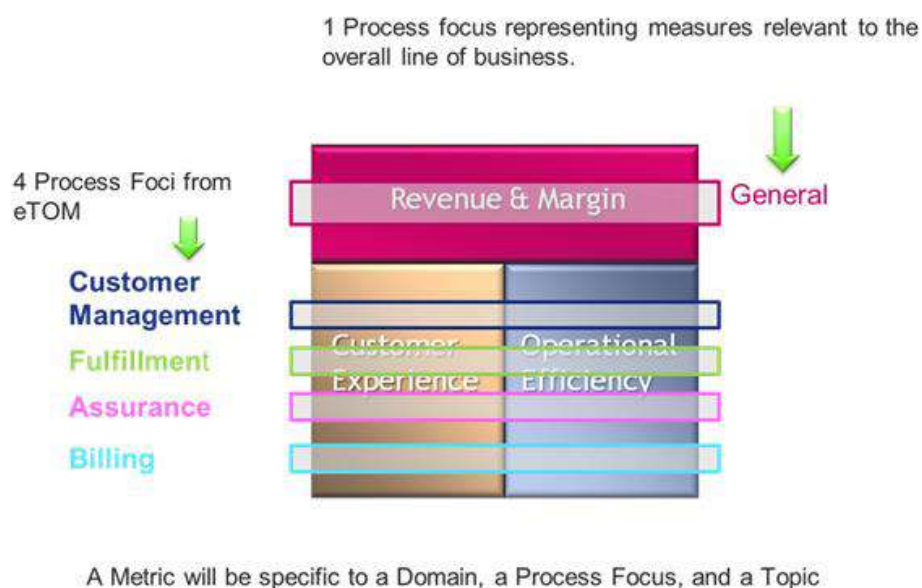 1 Process focus representing measures relevant to the
overall line of business.
4 Process Foci from
eTOM
Revenue & Margin
General
Customer
Management
Fulfillment
Assurance
Billing
Customer
Experience
Operational
Efficiency
A Metric will be specific to a Domain, a Process Focus, and a Topic